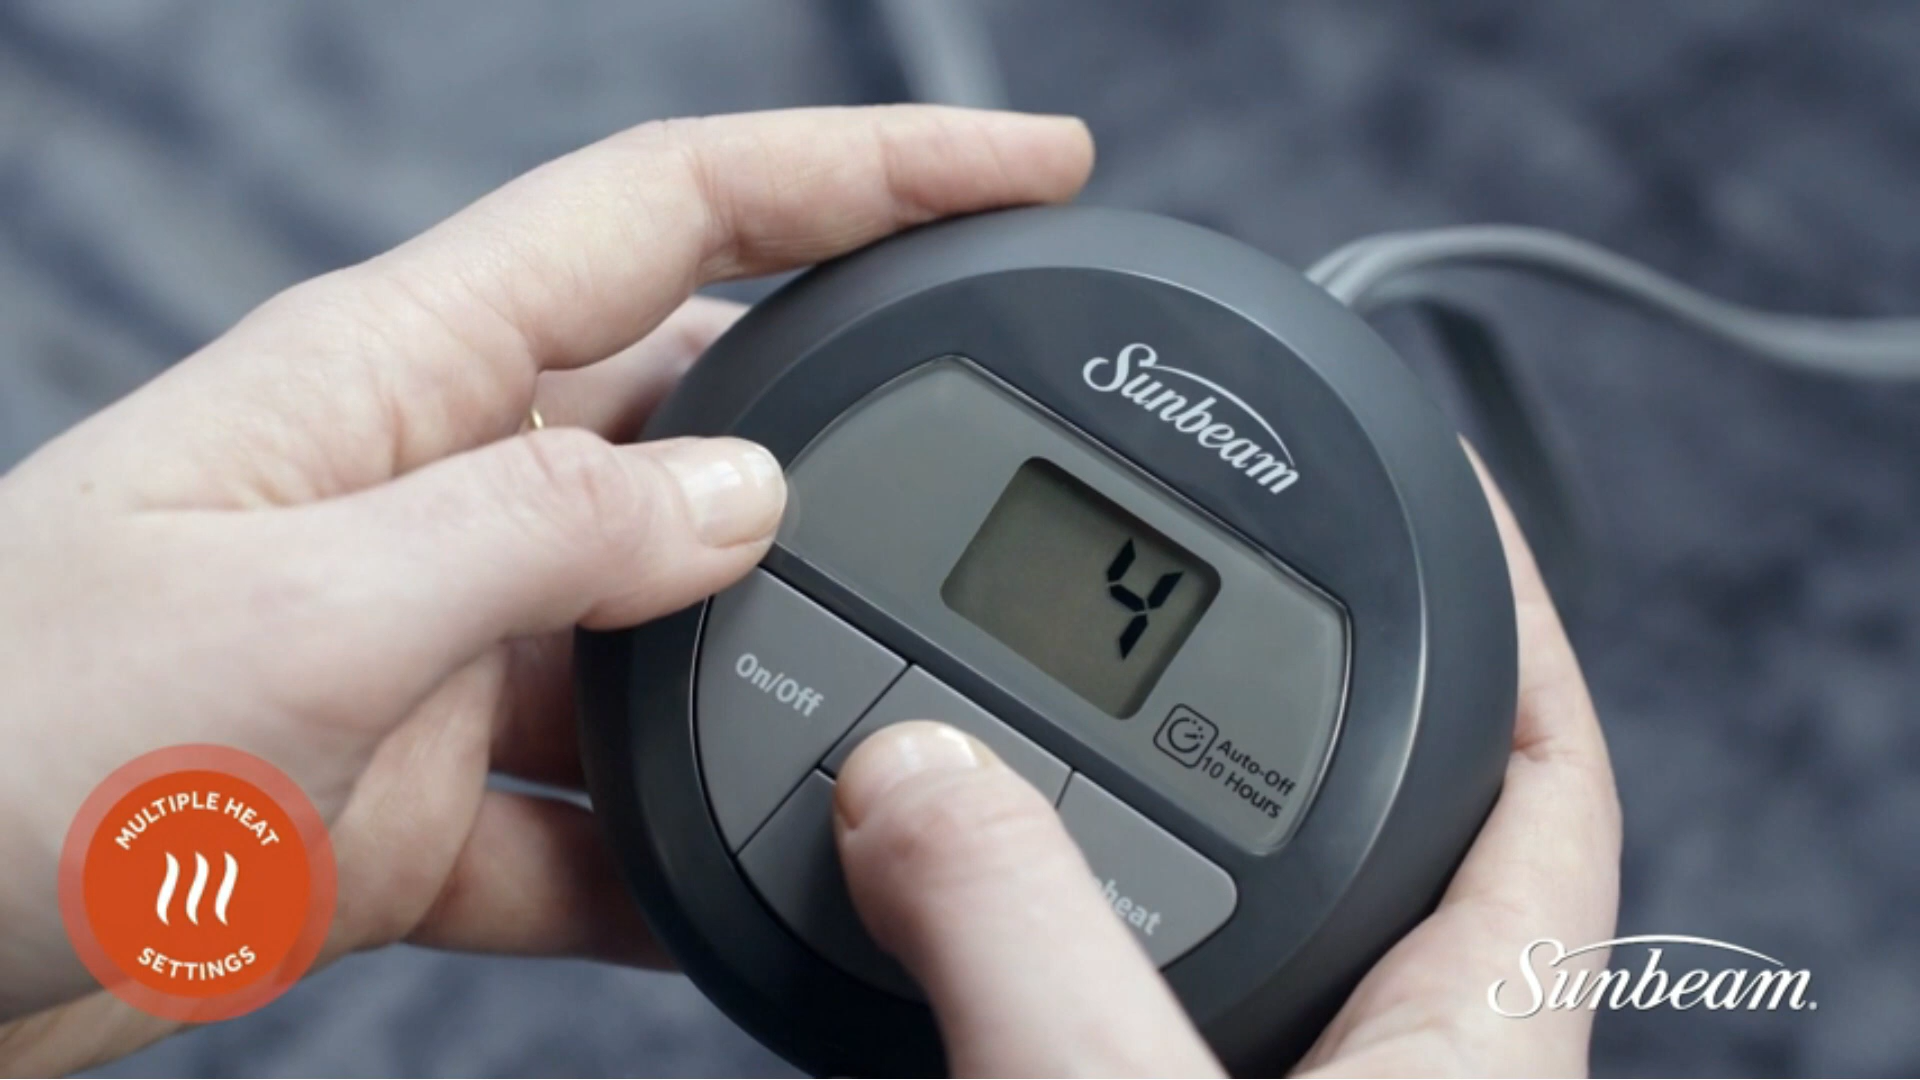 Sunbeam
4
On/Off
Auto-Off
10 Hours
heat
MULTIPLE HEAT
SETTINGS
Sunbeam.